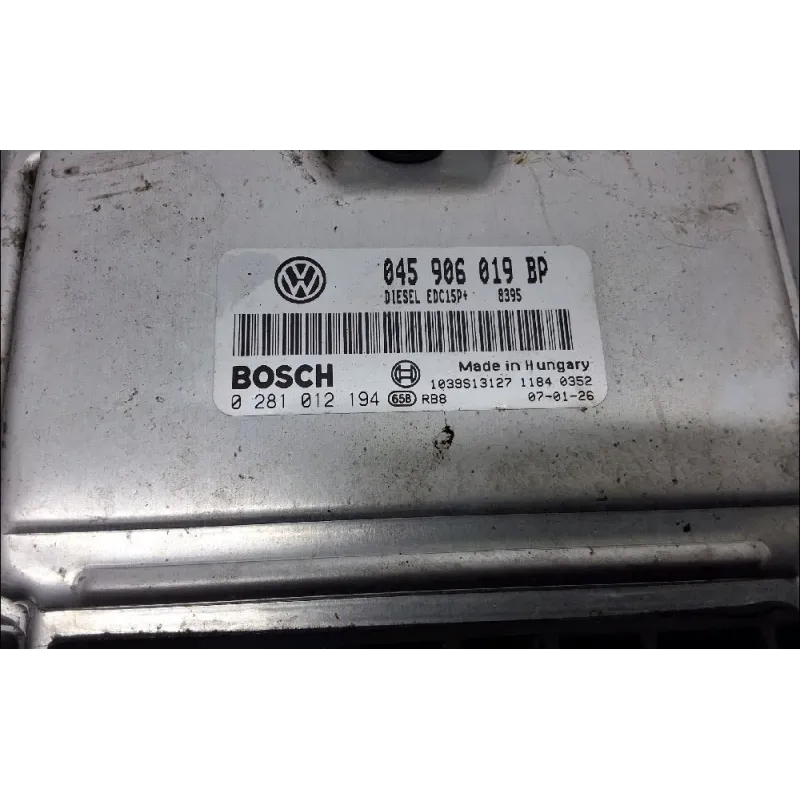 VW 045 906 019 BP
DIESEL EDC15P+ 8395
BOSCH Made in Hungary
1039S13127 1184 0352
0 281 012 194 658 RB8 07-01-26